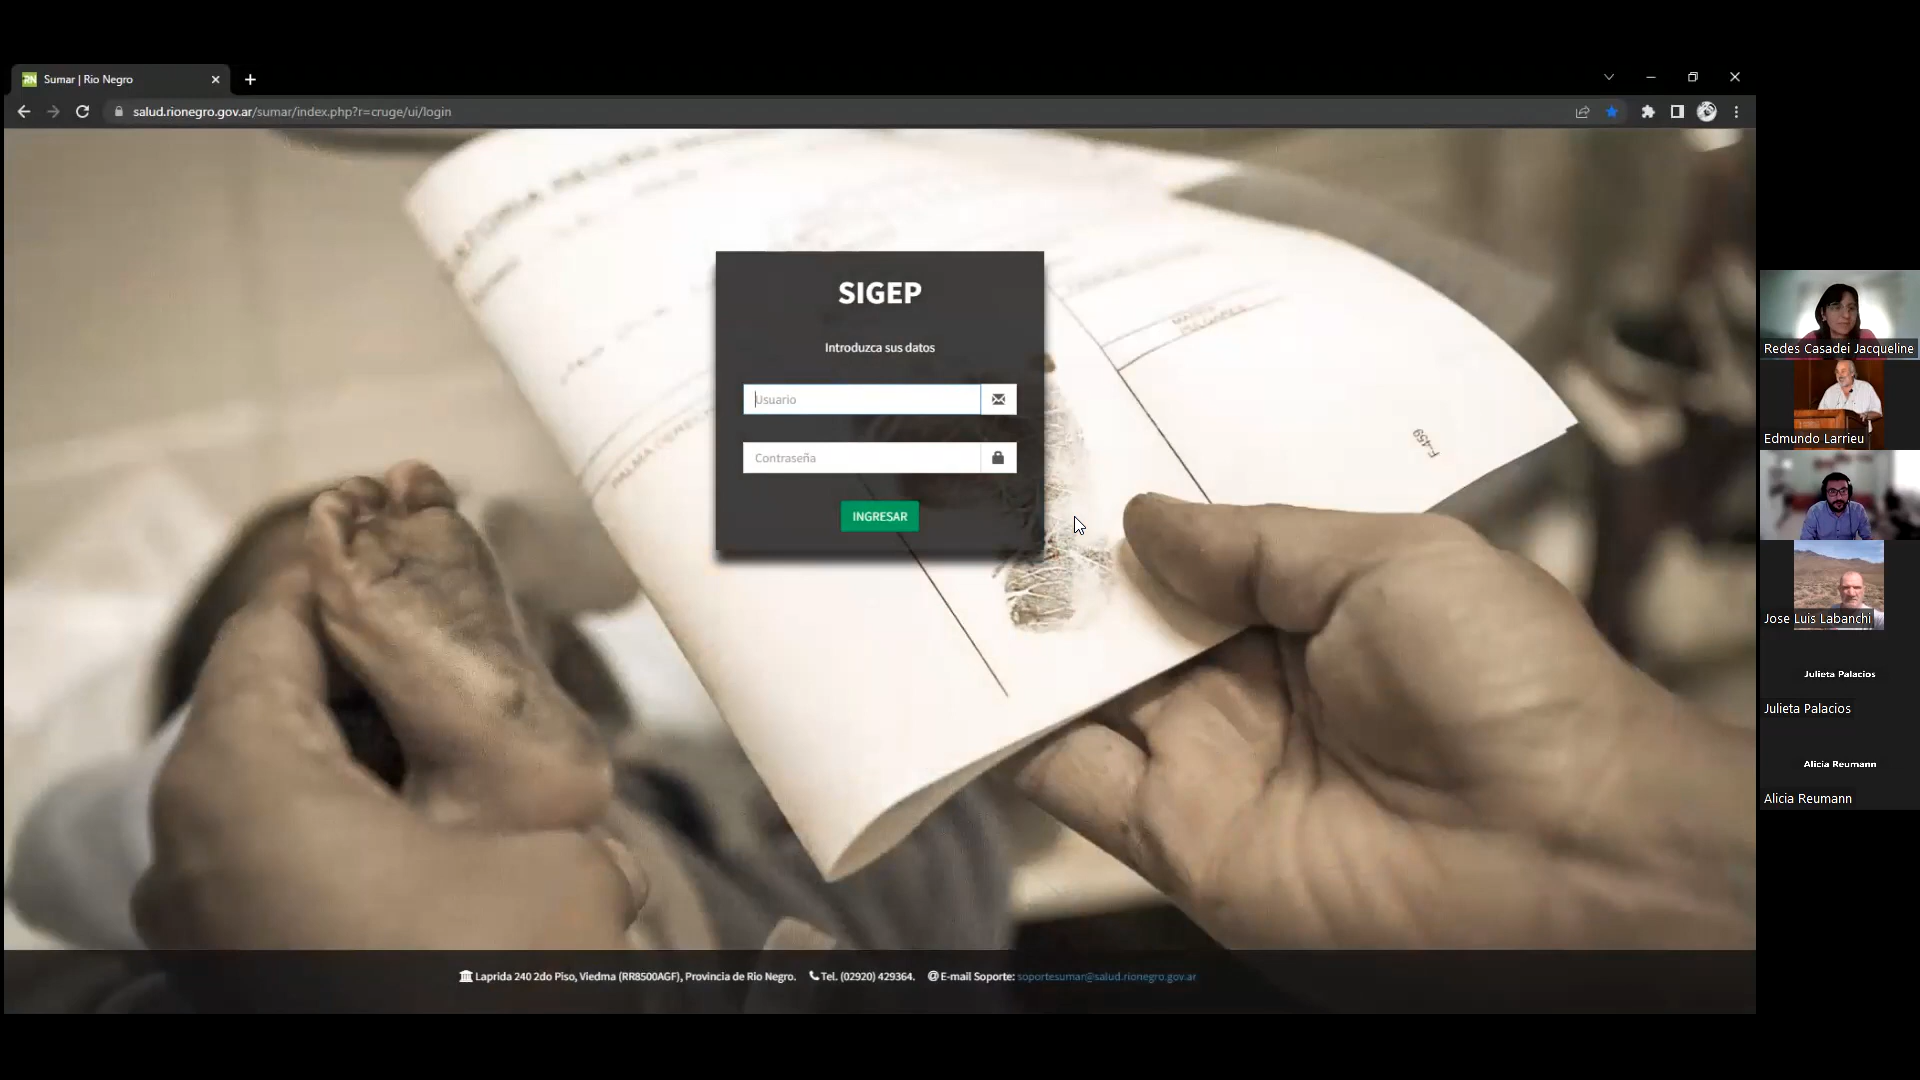 Sumar | Rio Negro
salud.rionegro.gov.ar/sumar/index.php?r=cruge/ui/login
SIGEP
Introduzca sus datos
Usuario
Contraseña
INGRESAR
F-459
Laprida 240 2do Piso, Viedma (RR8500AGF), Provincia de Rio Negro. Tel. (02920) 429364. E-mail Soporte: soportesumar@salud.rionegro.gov.ar
Redes Casadei Jacqueline
Edmundo Larrieu
Jose Luis Labanchi
Julieta Palacios
Julieta Palacios
Alicia Reumann
Alicia Reumann